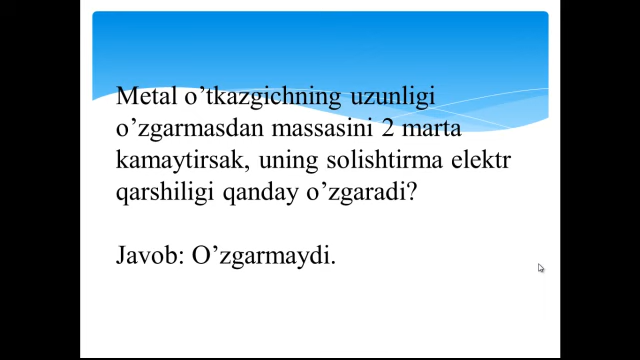 Metal o’tkazgichning uzunligi
o’zgarmasdan massasini 2 marta
kamaytirsak, uning solishtirma elektr
qarshiligi qanday o’zgaradi?
Javob: O’zgarmaydi.